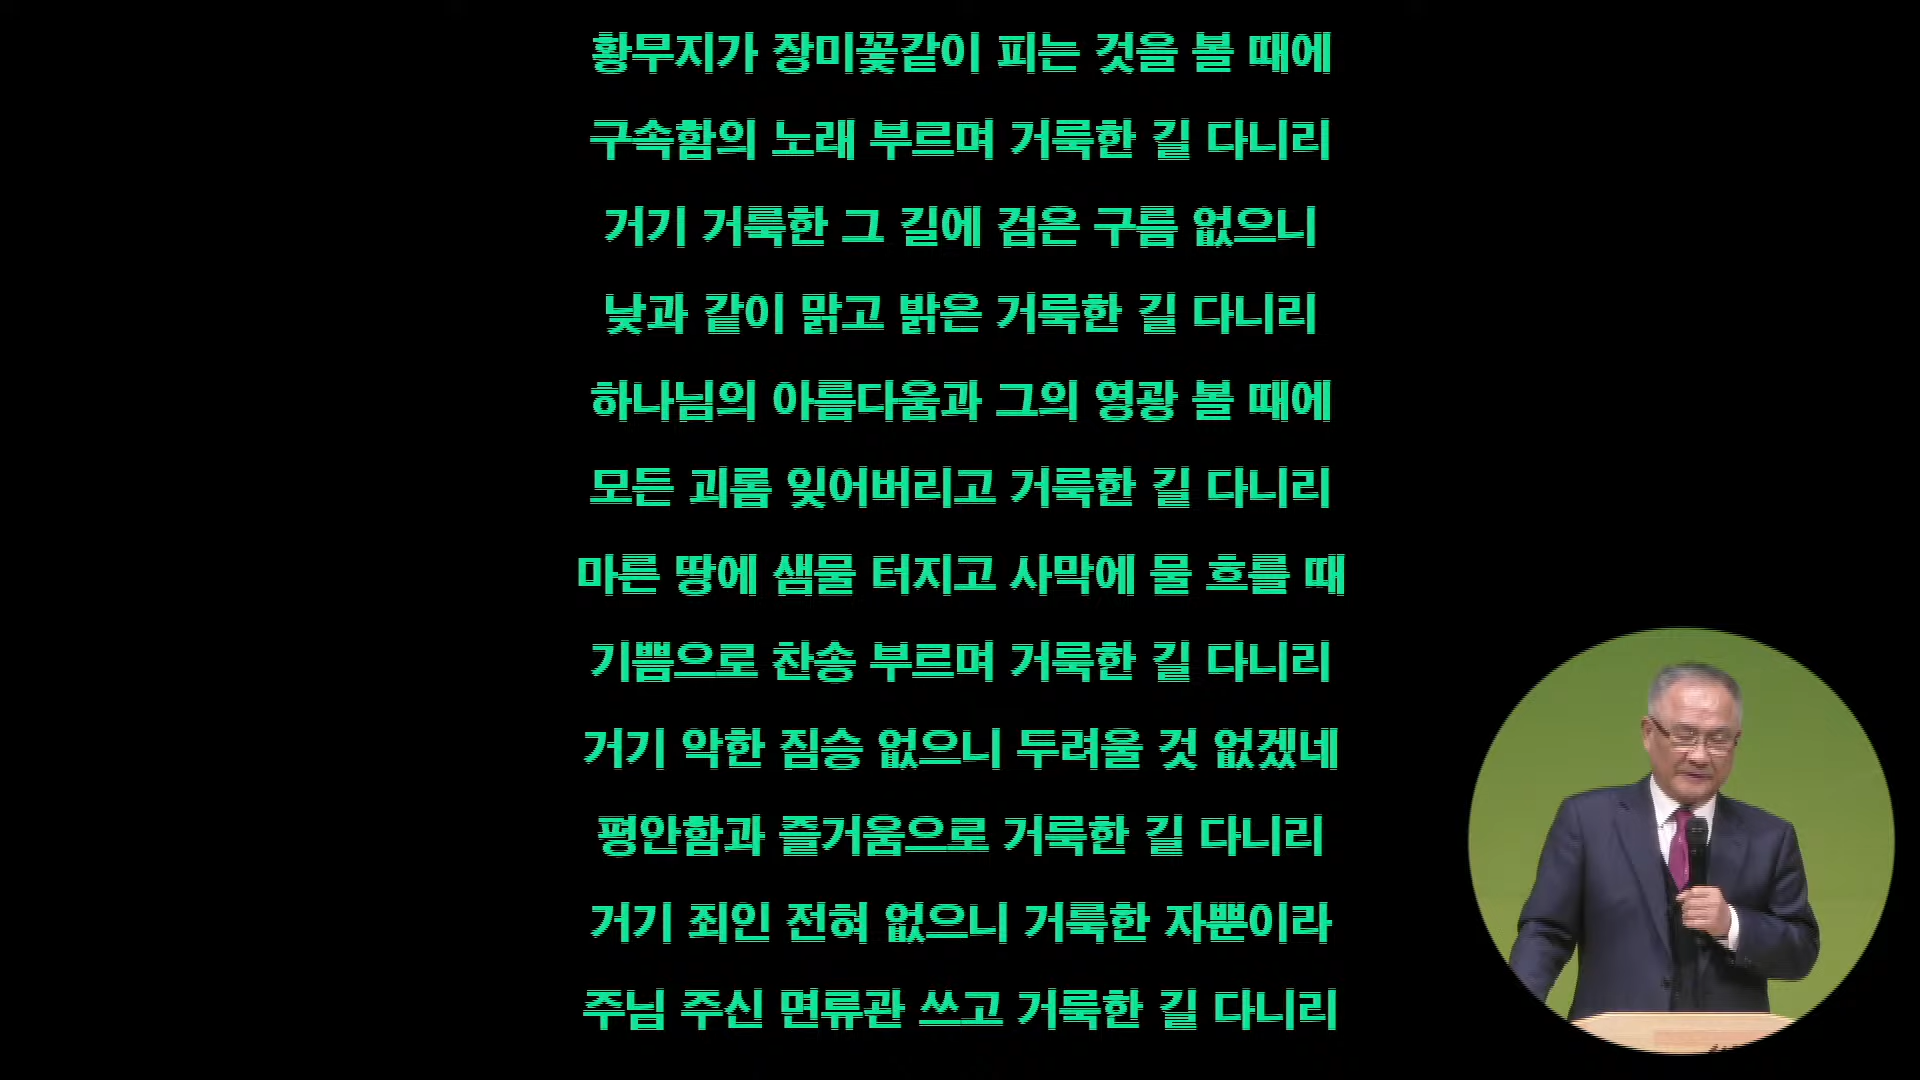 황무지가 장미꽃같이 피는 것을 볼 때에
구속함의 노래 부르며 거룩한 길 다니리
거기 거룩한 그 길에 검은 구름 없으니
낮과 같이 맑고 밝은 거룩한 길 다니리
하나님의 아름다움과 그의 영광 볼 때에
모든 괴롬 잊어버리고 거룩한 길 다니리
마른 땅에 샘물 터지고 사막에 물 흐를 때
기쁨으로 찬송 부르며 거룩한 길 다니리
거기 악한 짐승 없으니 두려울 것 없겠네
평안함과 즐거움으로 거룩한 길 다니리
거기 죄인 전혀 없으니 거룩한 자뿐이라
주님 주신 면류관 쓰고 거룩한 길 다니리